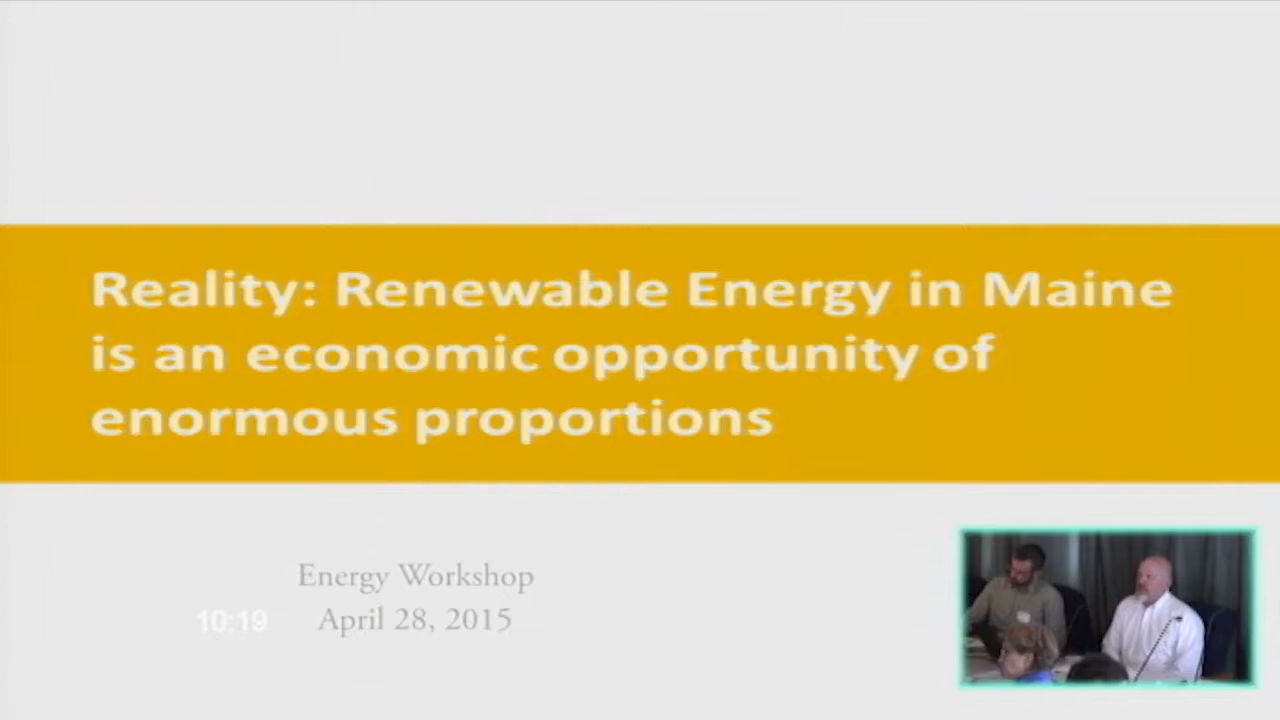 Reality: Renewable Energy in Maine
is an economic opportunity of
enormous proportions
Energy Workshop
10:19
April 28, 2015